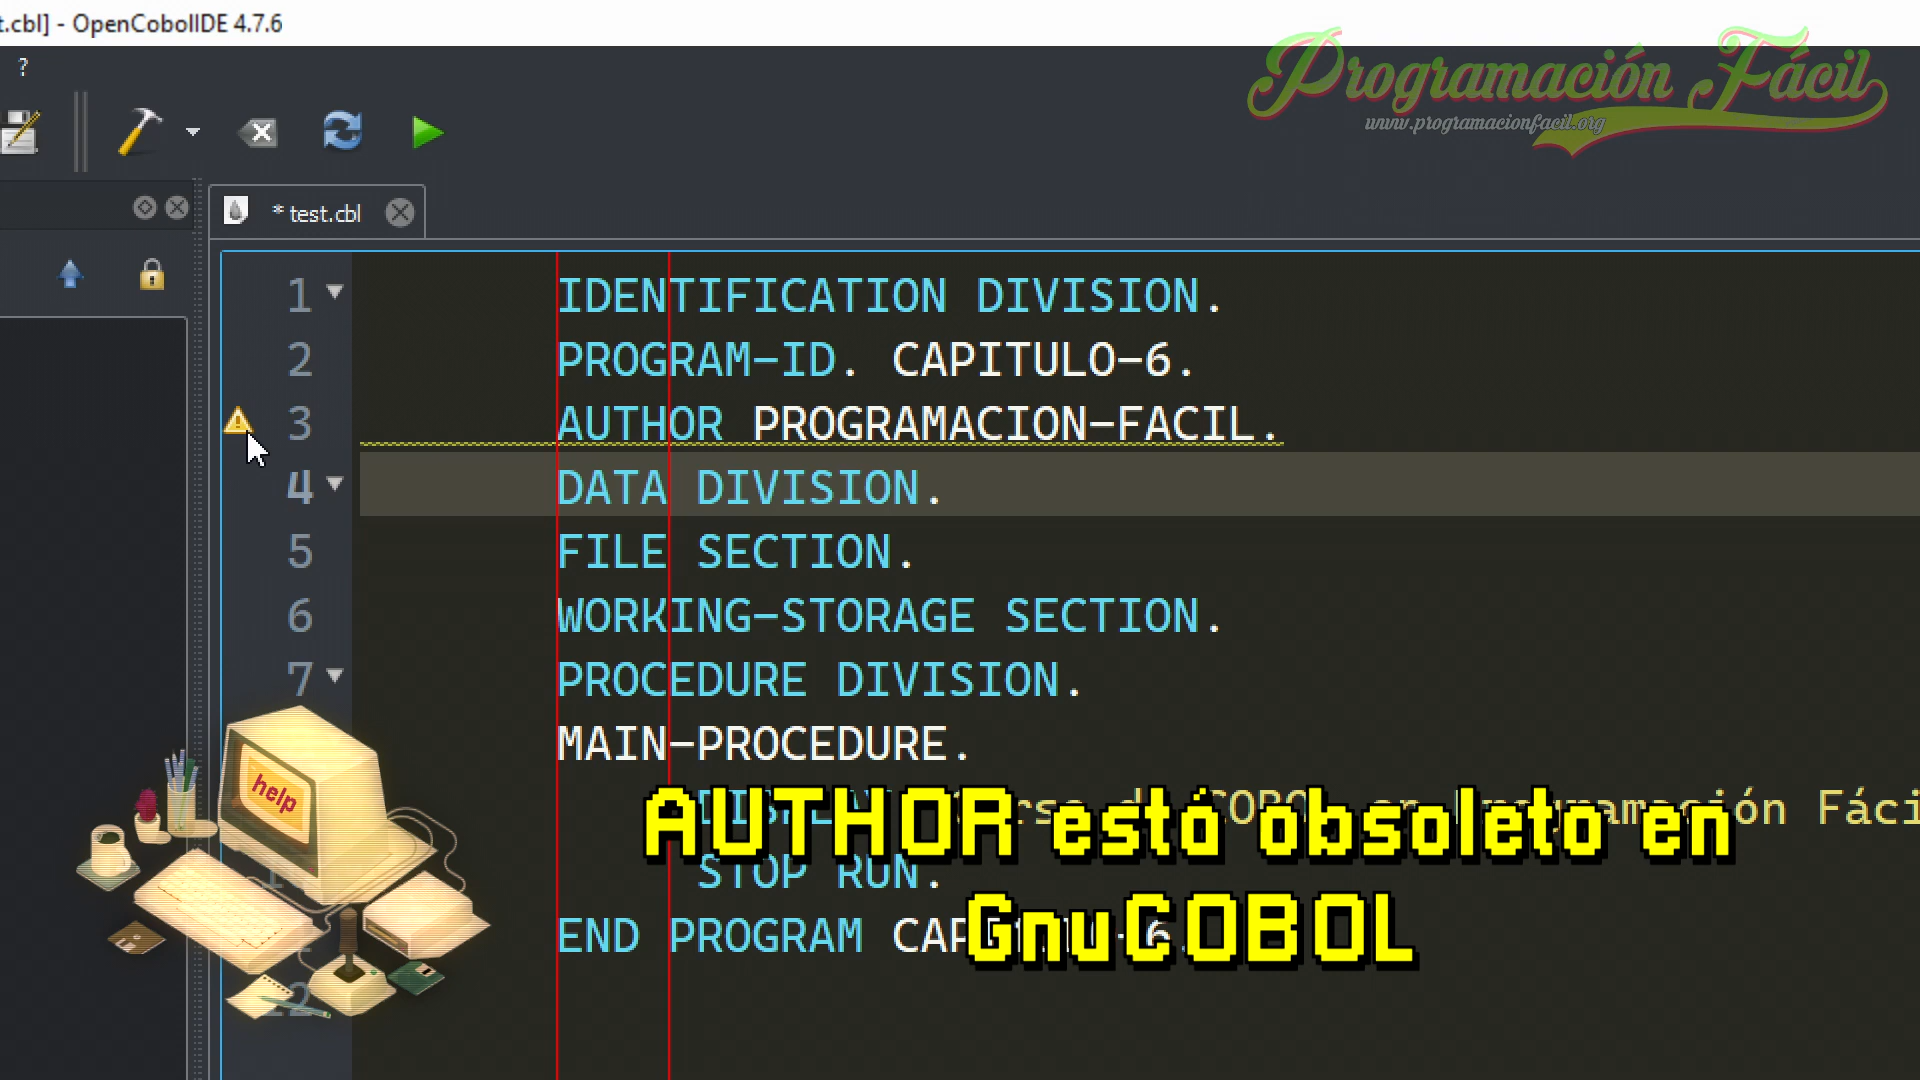 t.cbl] - OpenCobolIDE 4.7.6
Programación Fácil
www.programacionfacil.org
?
* test.cbl
1 IDENTIFICATION DIVISION.
2 PROGRAM-ID. CAPITULO-6.
3 AUTHOR PROGRAMACION-FACIL.
4 DATA DIVISION.
5 FILE SECTION.
6 WORKING-STORAGE SECTION.
7 PROCEDURE DIVISION.
MAIN-PROCEDURE.
help
Programación Fáci
AUTHOR está obsoleto en
STOP RUN.
END PROGRAM
GnuCOBOL